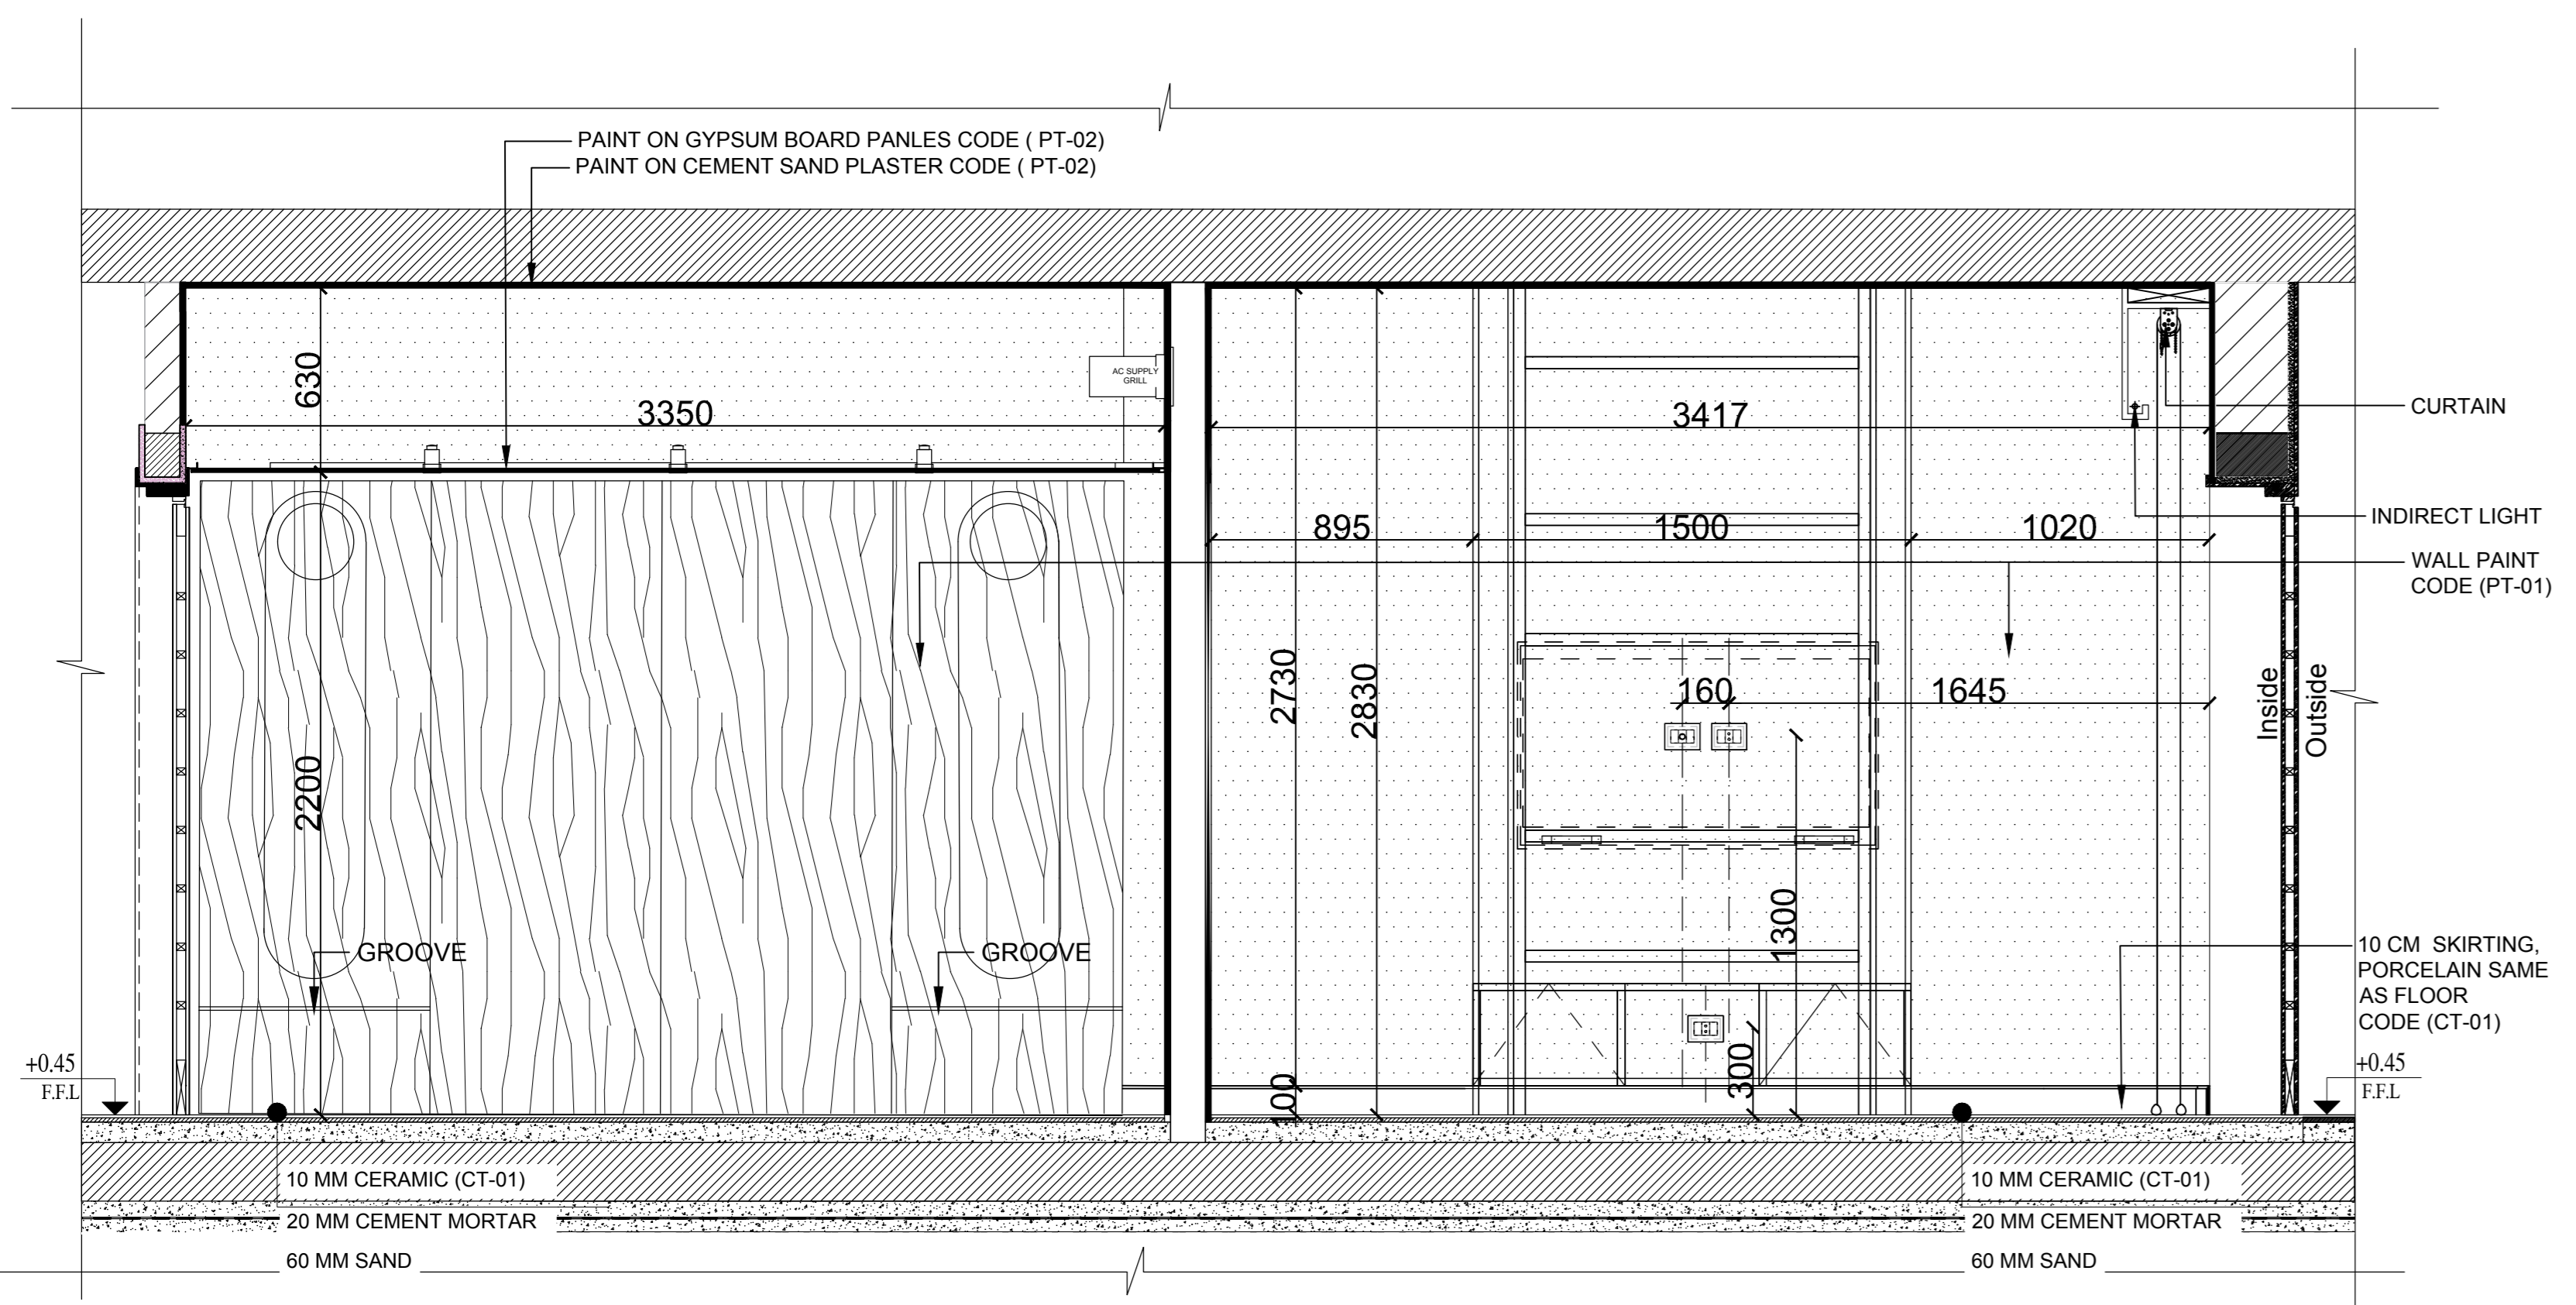 PAINT ON GYPSUM BOARD PANLES CODE ( PT-02)
PAINT ON CEMENT SAND PLASTER CODE ( PT-02)
630
AC SUPPLY
GRILL
3350
3417
CURTAIN
895
1500
1020
INDIRECT LIGHT
WALL PAINT
CODE (PT-01)
2730
2830
160
1645
Inside
Outside
2200
1300
GROOVE
GROOVE
10 CM SKIRTING,
PORCELAIN SAME
AS FLOOR
CODE (CT-01)
300
100
+0.45
F.F.L
+0.45
F.F.L
10 MM CERAMIC (CT-01)
20 MM CEMENT MORTAR
60 MM SAND
10 MM CERAMIC (CT-01)
20 MM CEMENT MORTAR
60 MM SAND